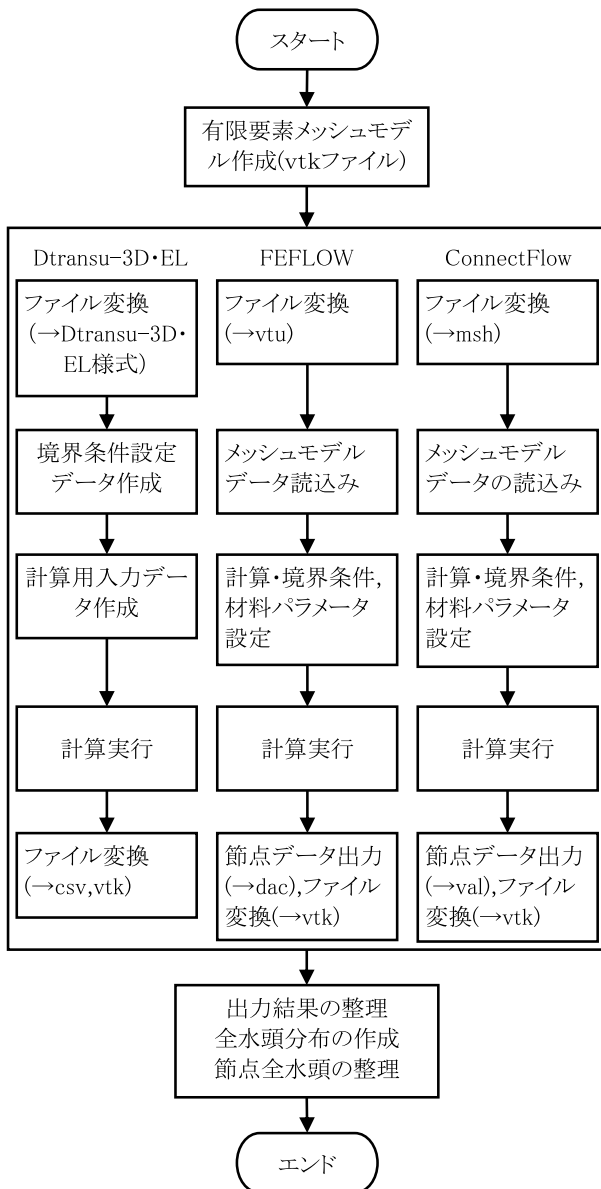 スタート
有限要素メッシュモデ
ル作成(vtkファイル)
Dtransu-3D・EL
ファイル変換
(→Dtransu-3D・
EL様式)
境界条件設定
データ作成
計算用入力デー
タ作成
計算実行
ファイル変換
(→csv,vtk)
FEFLOW
ファイル変換
(→vtu)
メッシュモデル
データ読込み
計算・境界条件,
材料パラメータ
設定
計算実行
節点データ出力
(→dac),ファイル
変換(→vtk)
ConnectFlow
ファイル変換
(→msh)
メッシュモデル
データの読込み
計算・境界条件,
材料パラメータ
設定
計算実行
節点データ出力
(→val),ファイル
変換(→vtk)
出力結果の整理
全水頭分布の作成
節点全水頭の整理
エンド